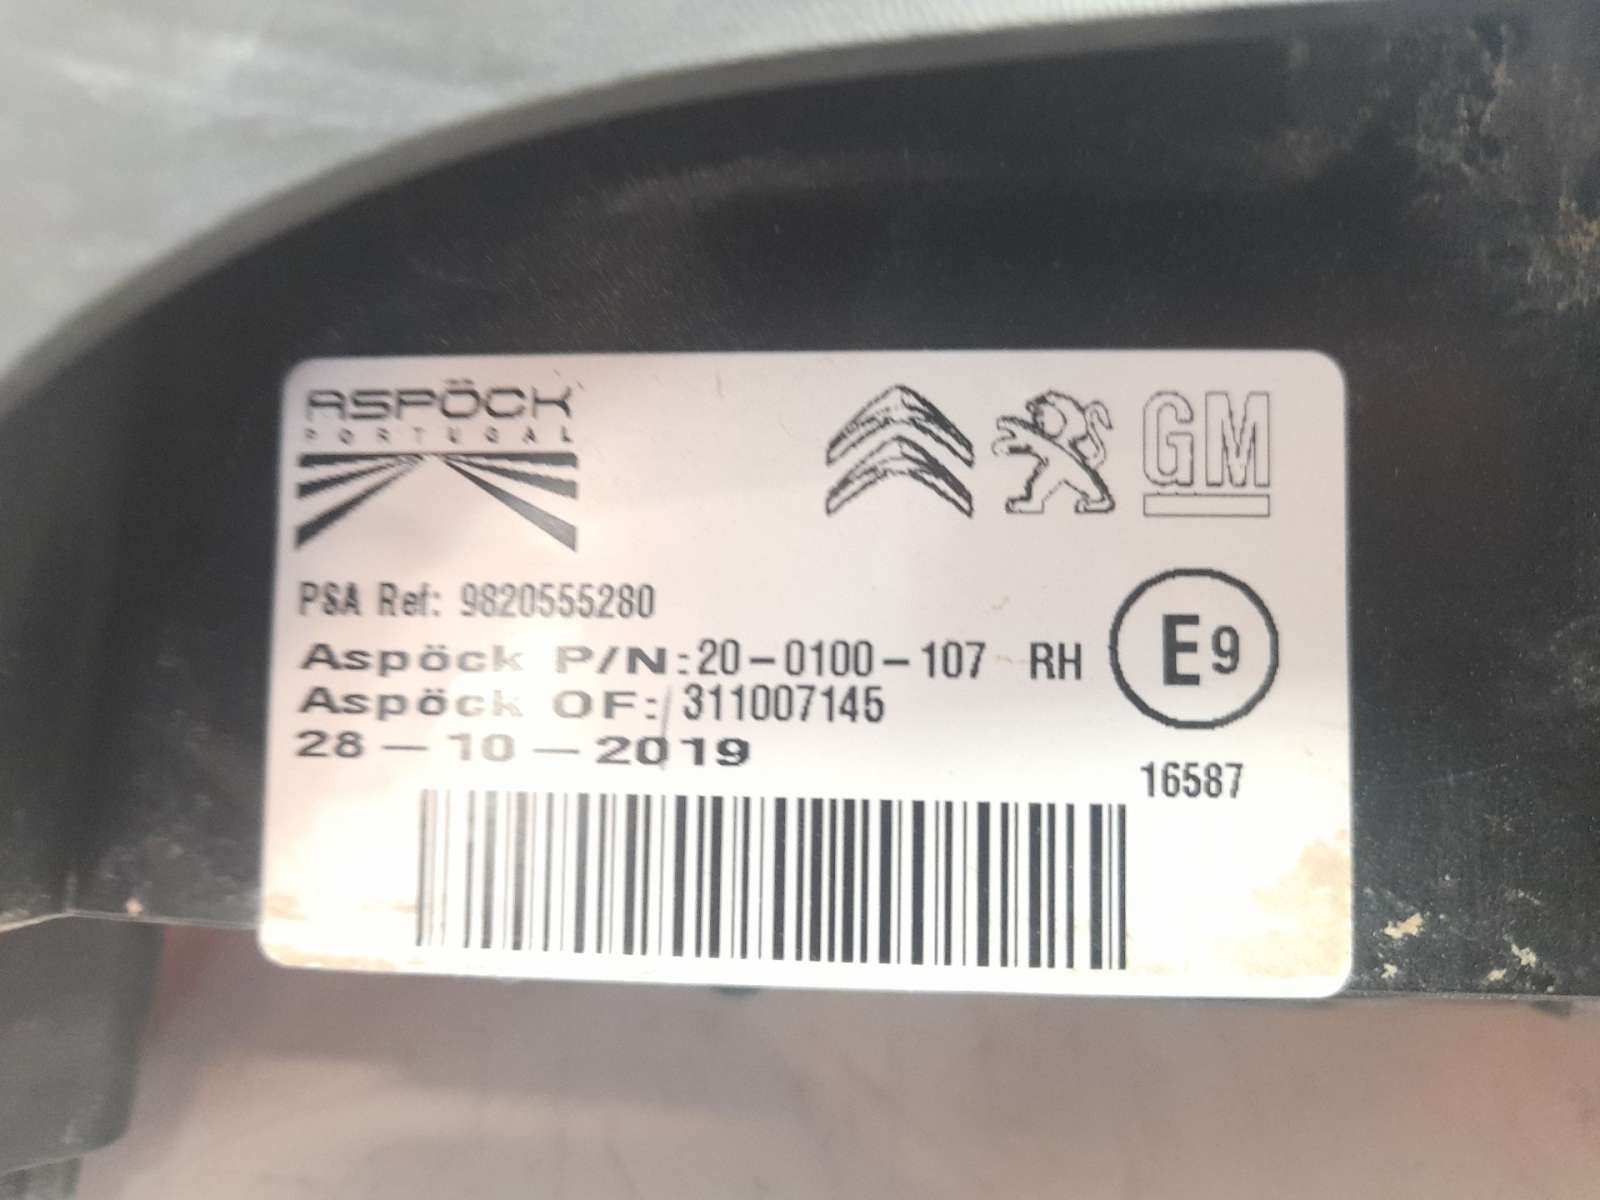 ASPÖCK
PORTUGAL
GM
PSA Ref: 9820555280
Aspöck P/N: 20-0100-107 RH
E9
Aspöck OF: 311007145
28-10-2019
16587